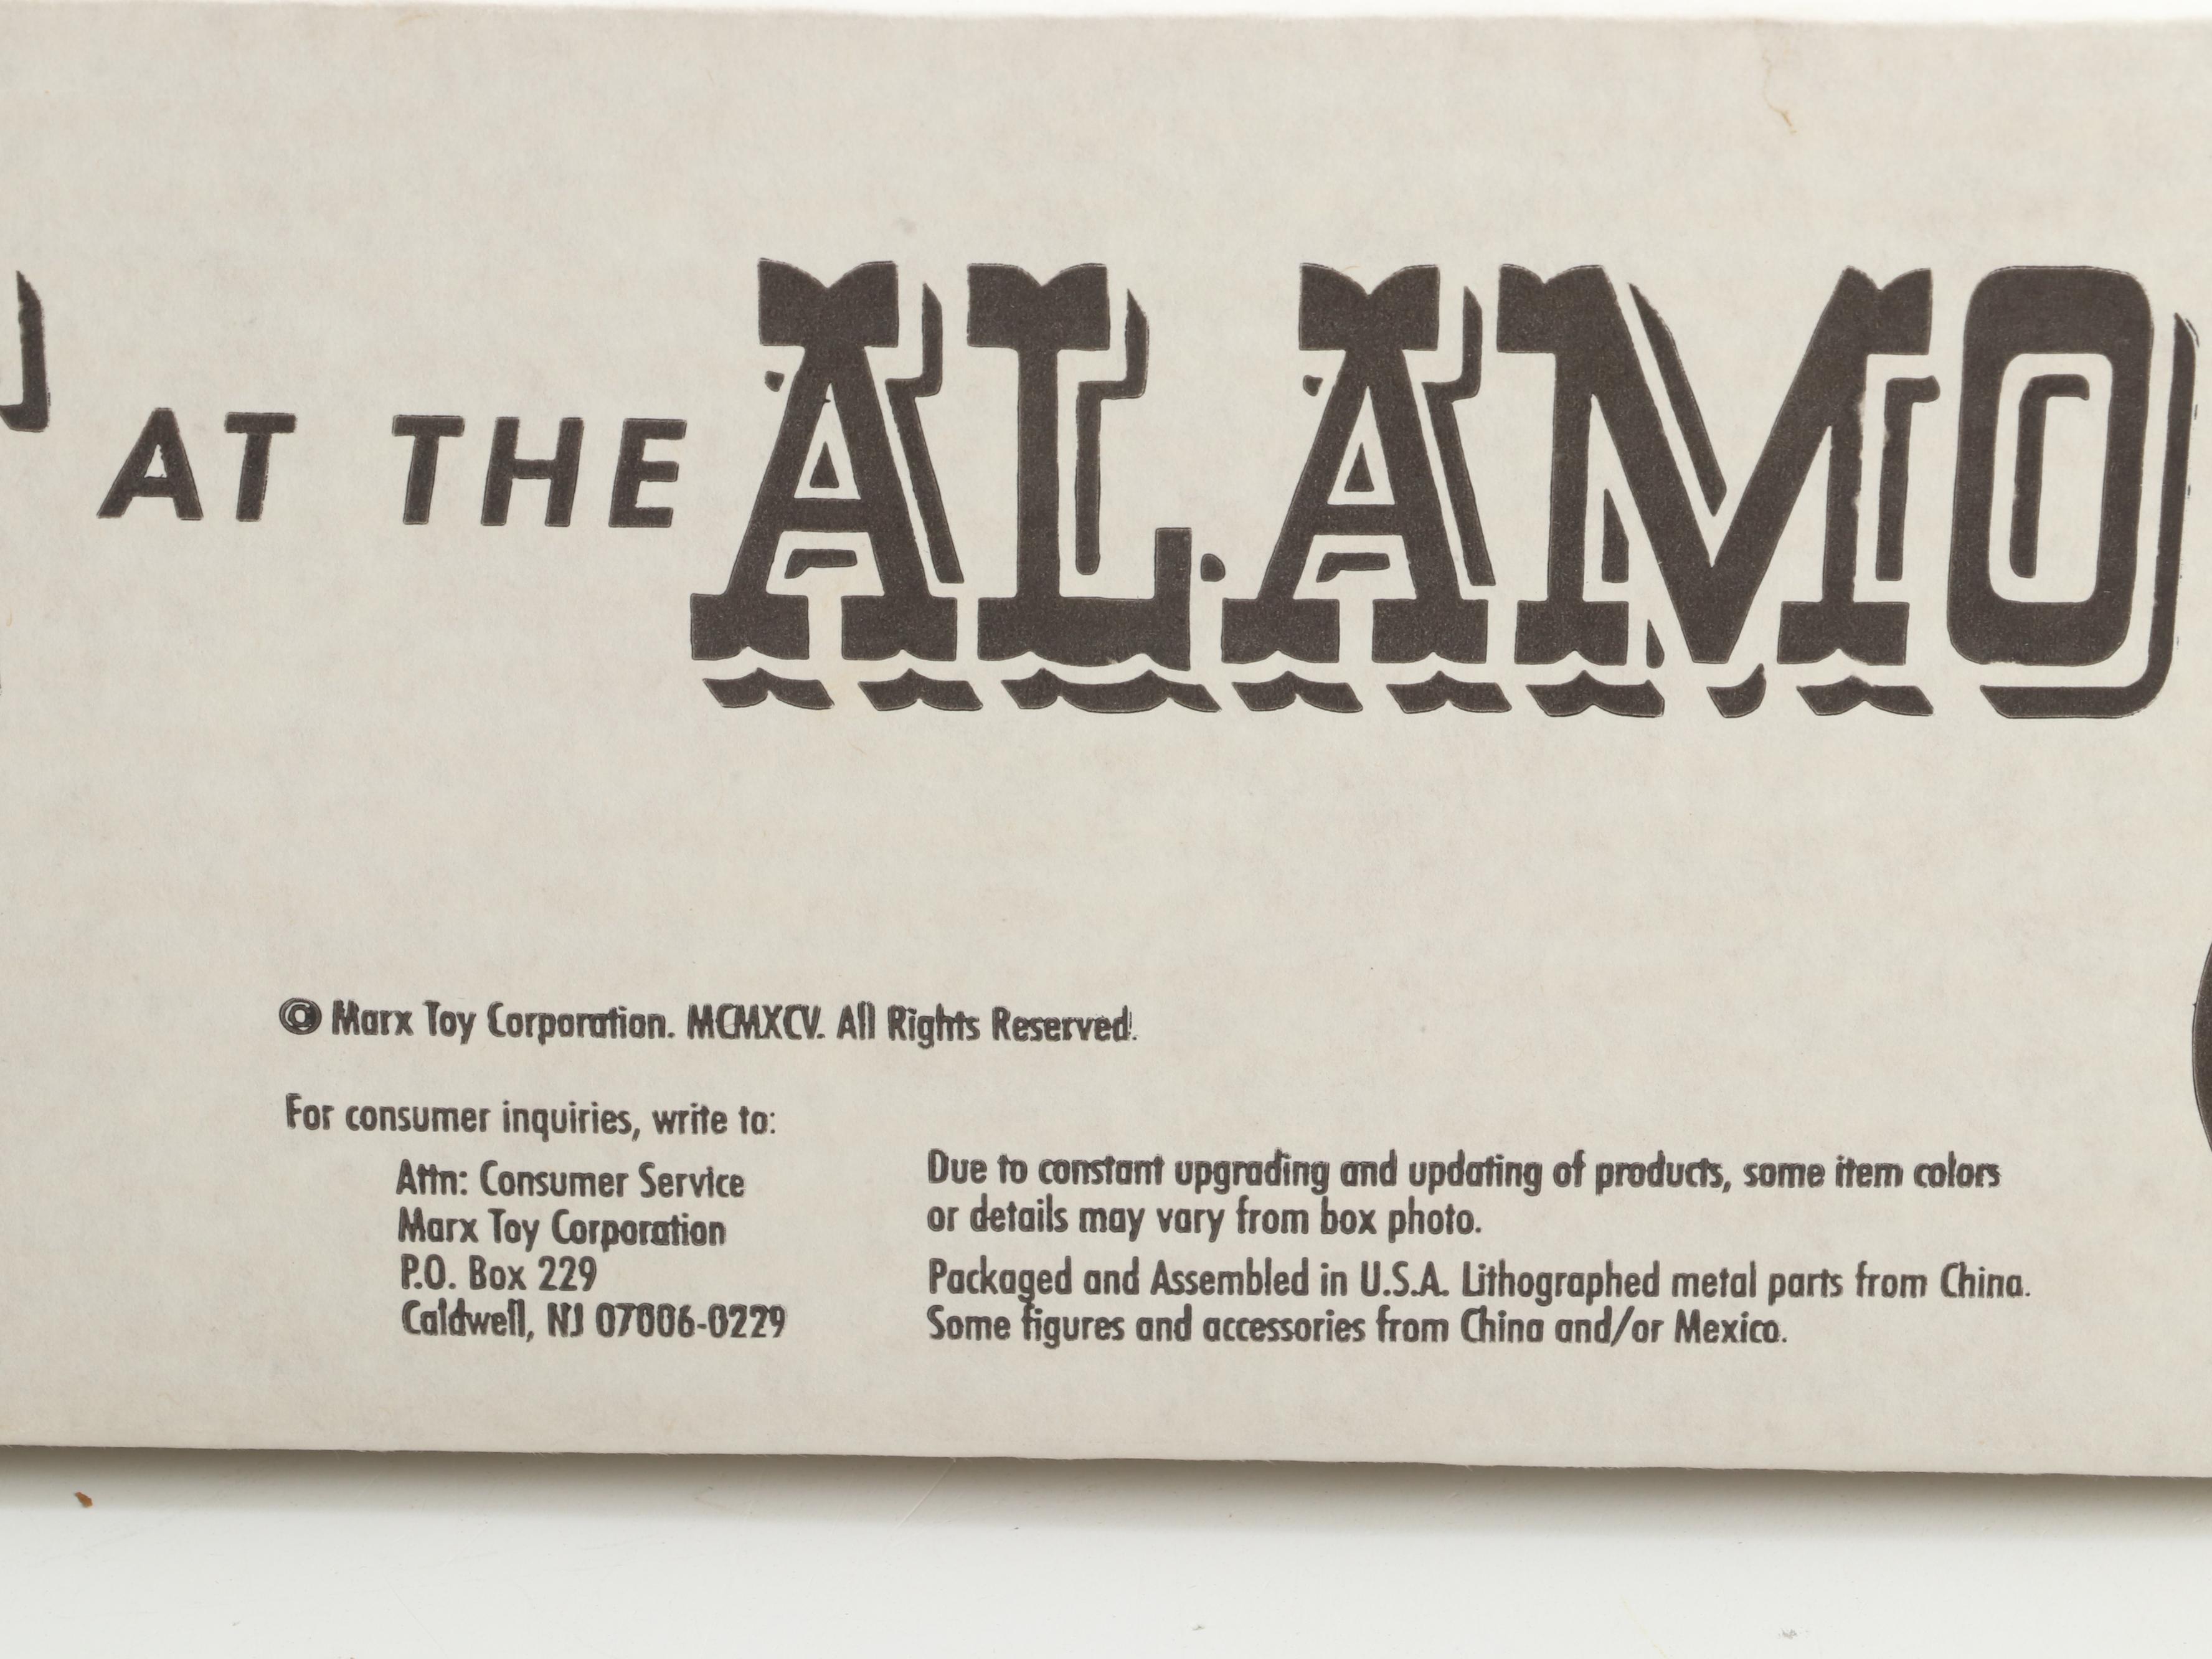 AT THE ALAMO
© Marx Toy Corporation. MCMXCV. All Rights Reserved.
For consumer inquiries, write to:
Attn: Consumer Service
Marx Toy Corporation
P.O. Box 229
Caldwell, NJ 07006-0229
Due to constant upgrading and updating of products, some item colors
or details may vary from box photo.
Packaged and Assembled in U.S.A. Lithographed metal parts from China.
Some figures and accessories from China and/or Mexico.